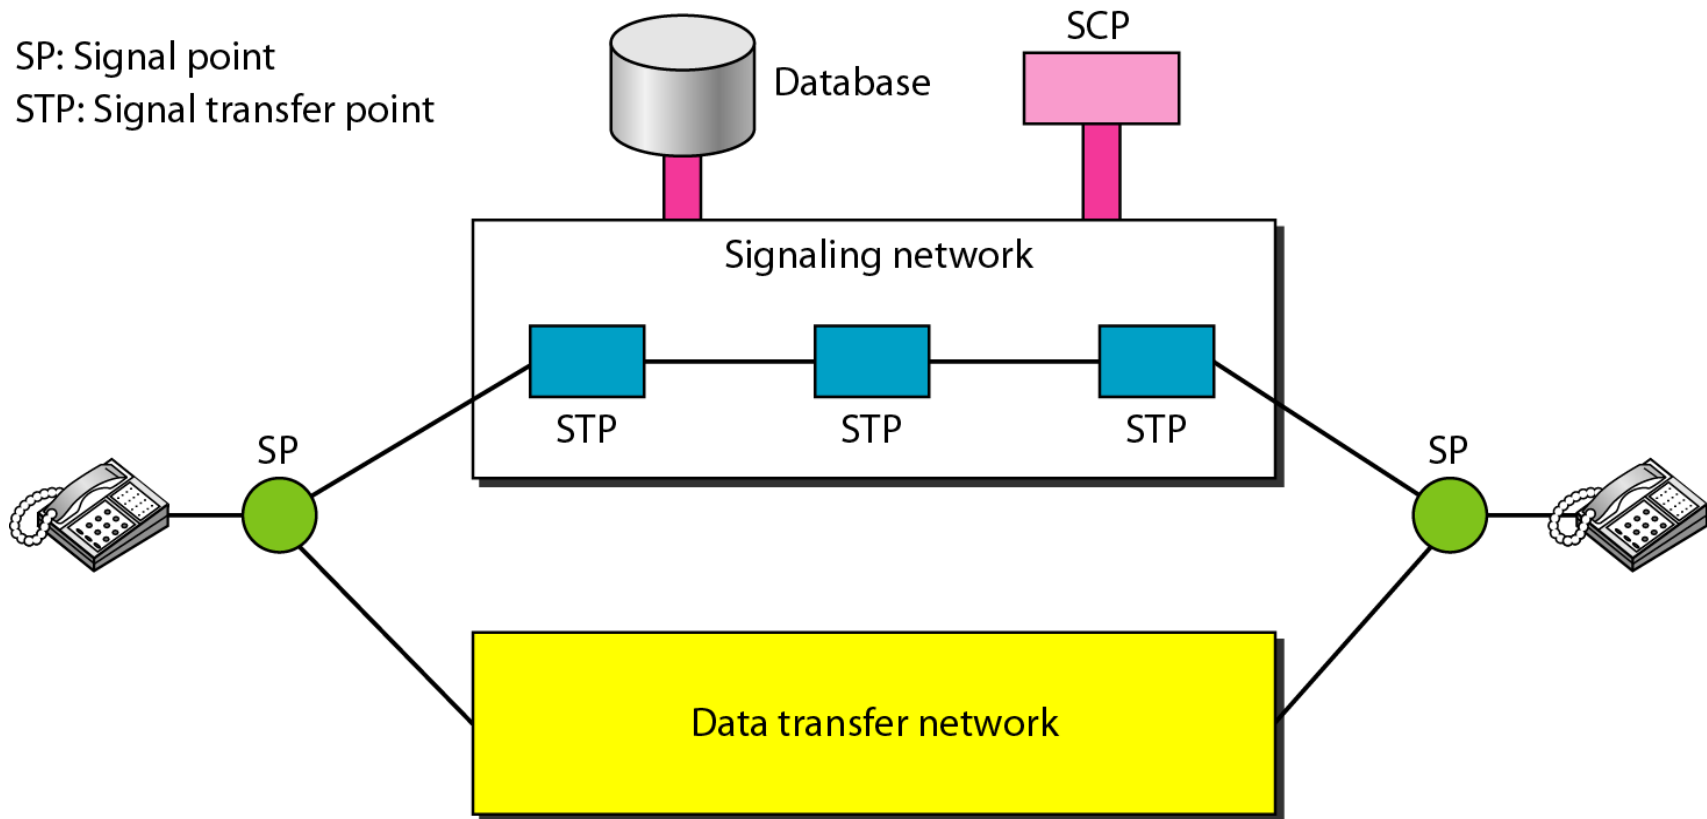 SP: Signal point
STP: Signal transfer point
Database
SCP
Signaling network
STP
STP
STP
SP
SP
Data transfer network